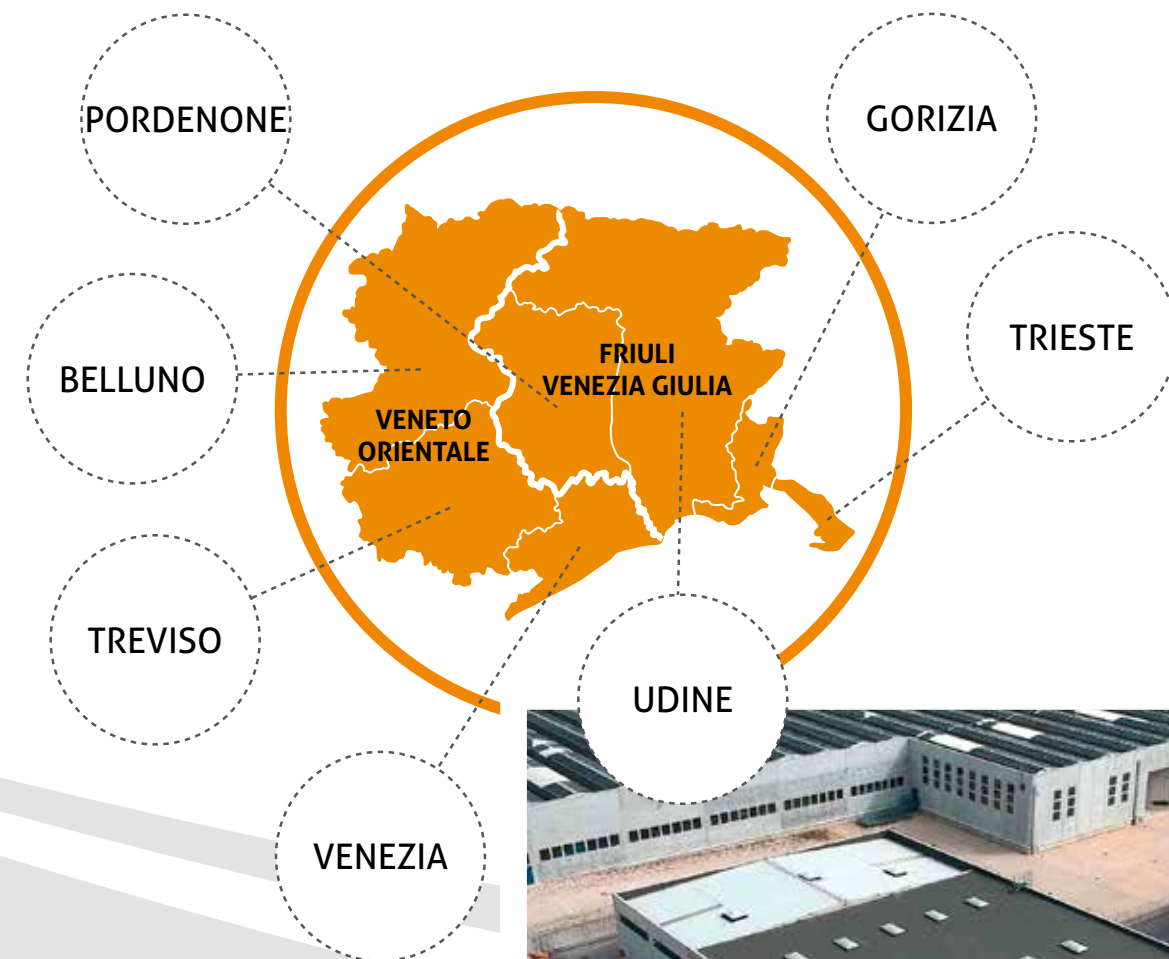 PORDENONE
GORIZIA
TRIESTE
BELLUNO
FRIULI
VENEZIA GIULIA
VENETO
ORIENTALE
TREVISO
UDINE
VENEZIA